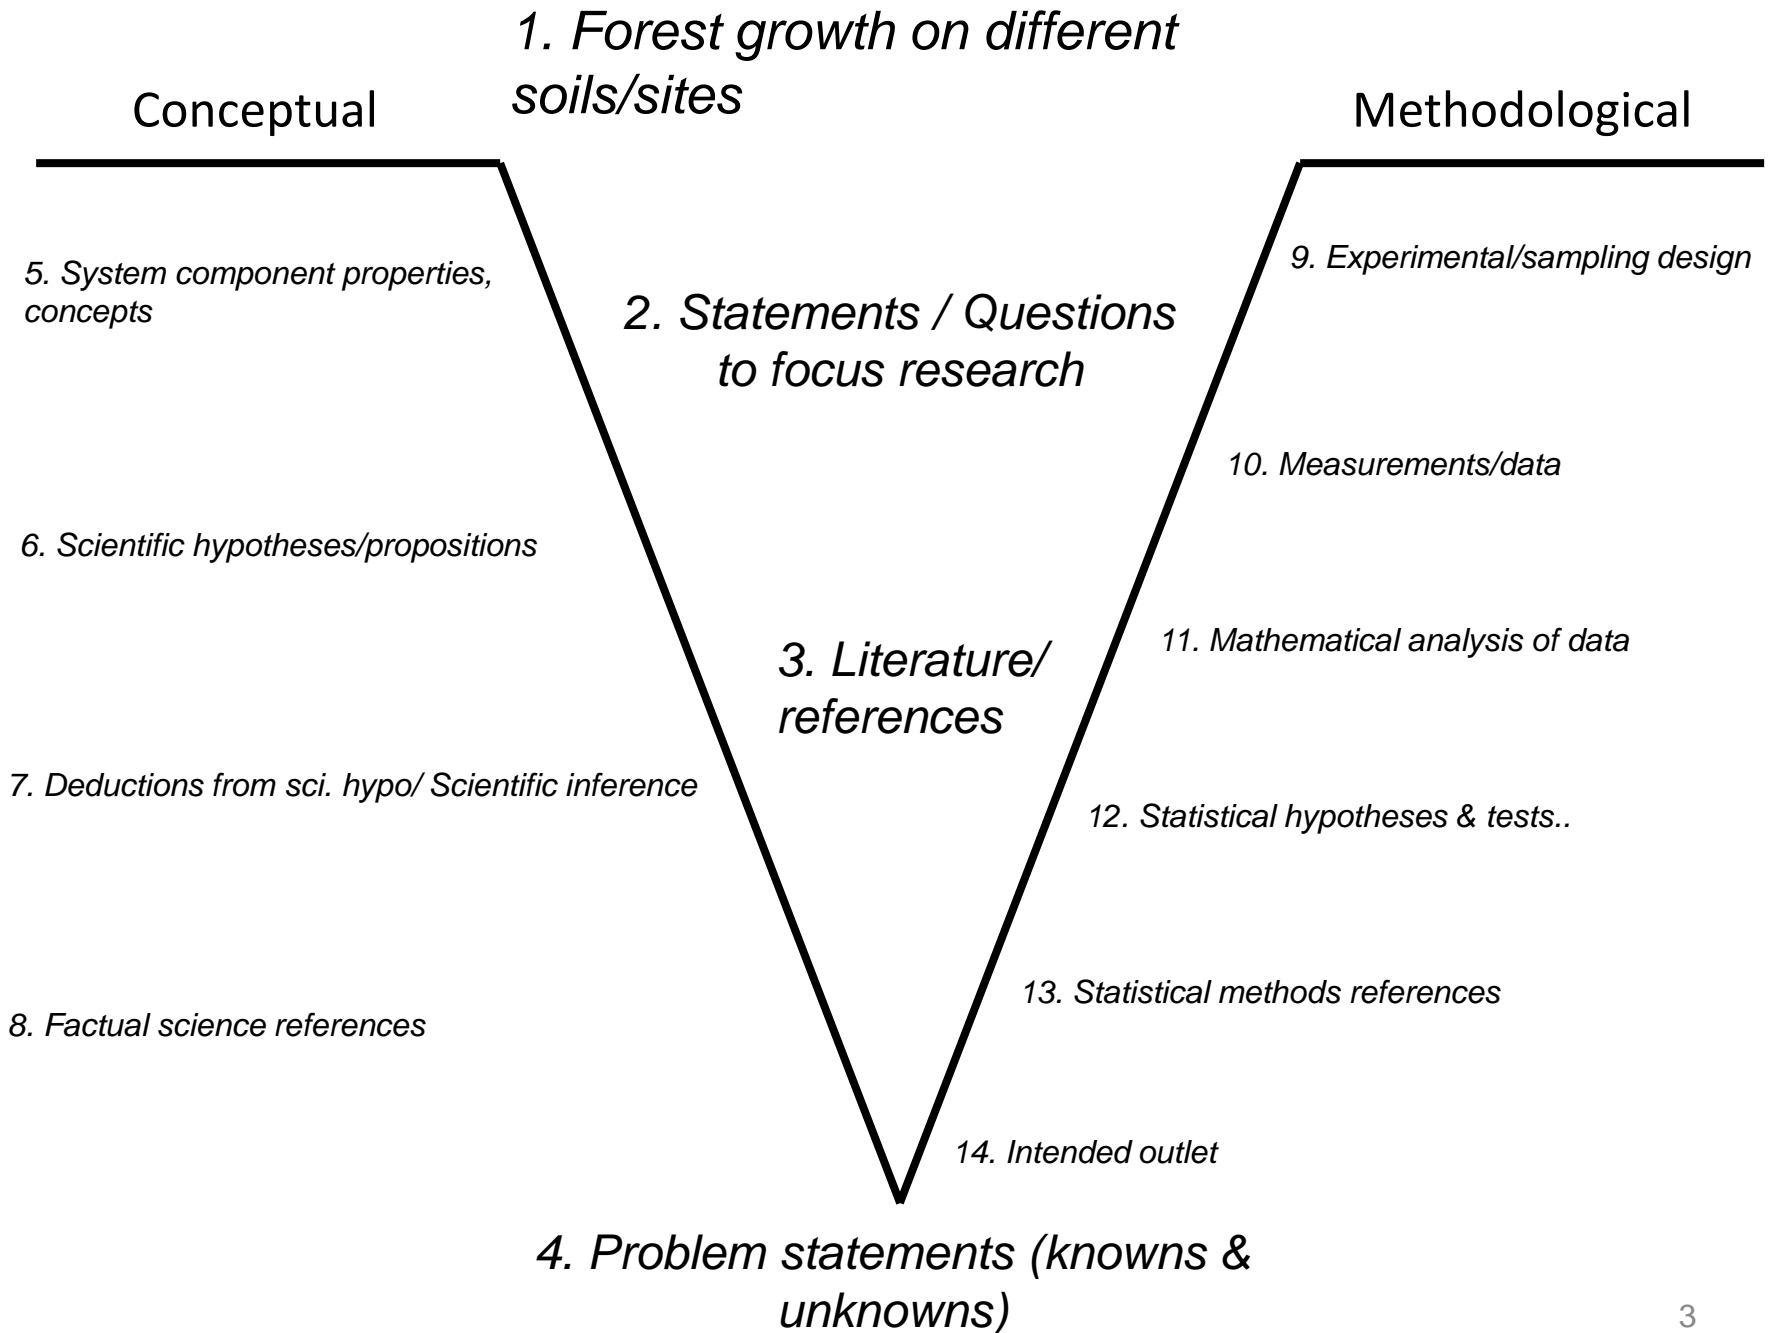 1. Forest growth on different
soils/sites
Conceptual
Methodological
5. System component properties,
concepts
2. Statements / Questions
to focus research
9. Experimental/sampling design
10. Measurements/data
6. Scientific hypotheses/propositions
3. Literature/
references
11. Mathematical analysis of data
7. Deductions from sci. hypo/ Scientific inference
12. Statistical hypotheses & tests..
8. Factual science references
13. Statistical methods references
14. Intended outlet
4. Problem statements (knowns &
unknowns)
3